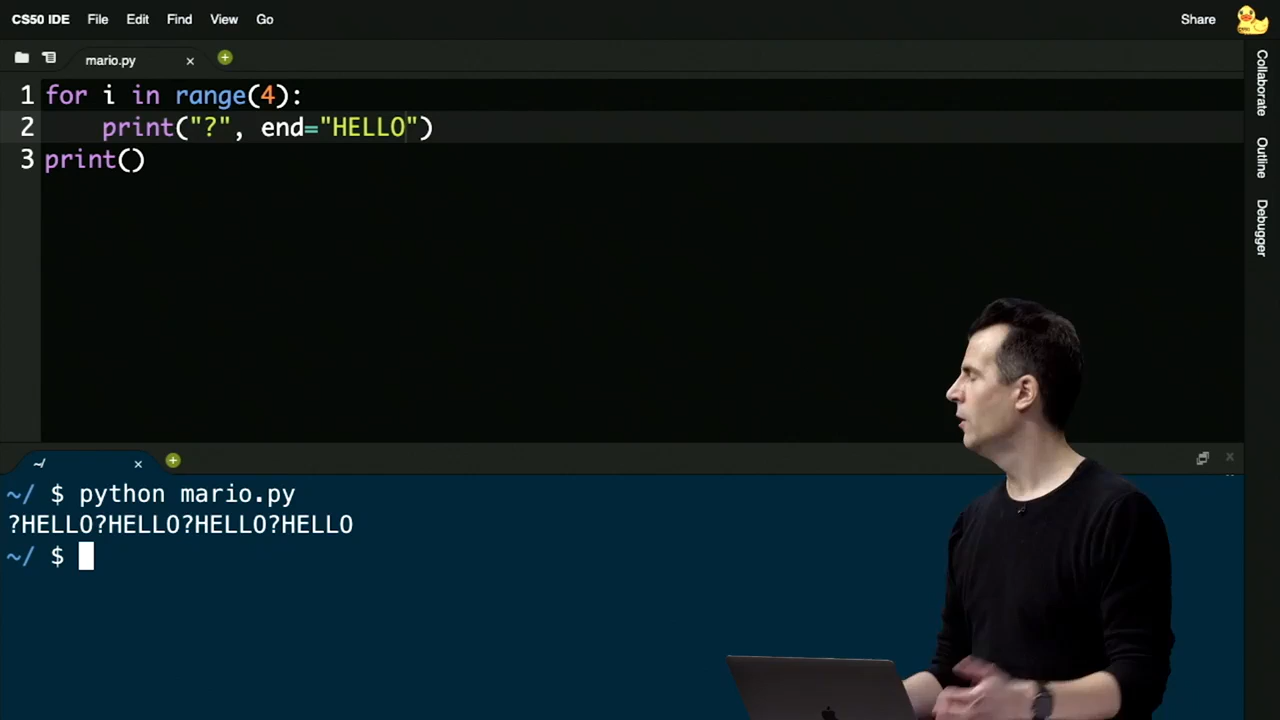 CS50 IDE File Edit Find View Go Share
mario.py
1 for i in range(4):
2     print("?", end="HELLO")
3 print()
Collaborate
Outline
Debugger
~/ $ python mario.py
?HELLO?HELLO?HELLO?HELLO
~/ $